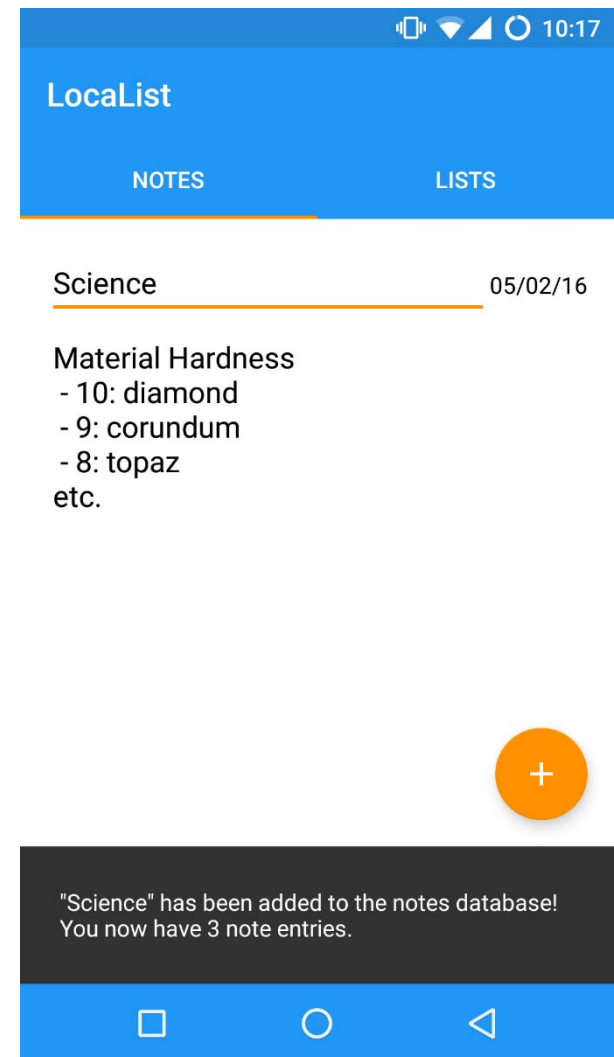 10:17
LocaList
NOTES LISTS
Science 05/02/16
Material Hardness
- 10: diamond
- 9: corundum
- 8: topaz
etc.
+
"Science" has been added to the notes database!
You now have 3 note entries.